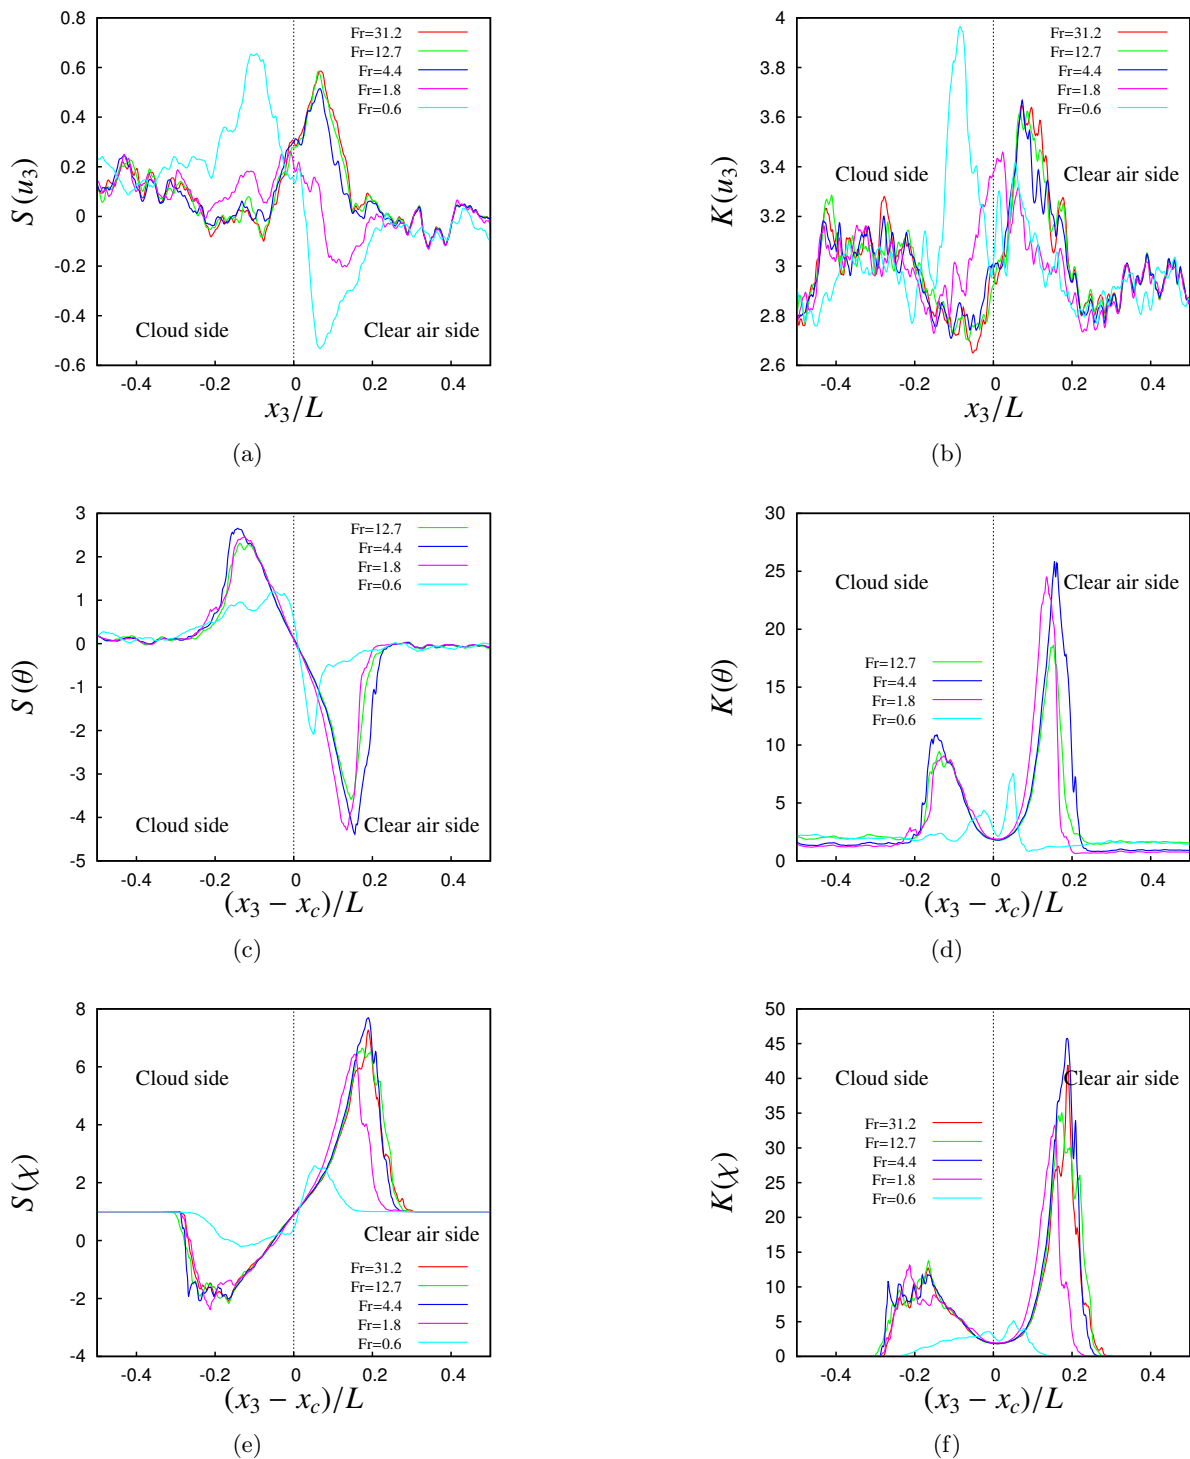 0.8
0.6
0.4
0.2
0
-0.2
-0.4
-0.6
S(u3)
Fr=31.2
Fr=12.7
Fr=4.4
Fr=1.8
Fr=0.6
Cloud side
Clear air side
-0.4 -0.2 0 0.2 0.4
x3/L
(a)
4
3.8
3.6
3.4
3.2
3
2.8
2.6
K(u3)
Fr=31.2
Fr=12.7
Fr=4.4
Fr=1.8
Fr=0.6
Cloud side
Clear air side
-0.4 -0.2 0 0.2 0.4
x3/L
(b)
3
2
1
0
-1
-2
-3
-4
-5
S(θ)
Fr=12.7
Fr=4.4
Fr=1.8
Fr=0.6
Cloud side
Clear air side
-0.4 -0.2 0 0.2 0.4
(x3 − xc)/L
(c)
30
25
20
15
10
5
0
K(θ)
Cloud side
Clear air side
Fr=12.7
Fr=4.4
Fr=1.8
Fr=0.6
-0.4 -0.2 0 0.2 0.4
(x3 − xc)/L
(d)
8
6
4
2
0
-2
-4
S(χ)
Cloud side
Clear air side
Fr=31.2
Fr=12.7
Fr=4.4
Fr=1.8
Fr=0.6
-0.4 -0.2 0 0.2 0.4
(x3 − xc)/L
(e)
50
45
40
35
30
25
20
15
10
5
0
K(χ)
Cloud side
Clear air side
Fr=31.2
Fr=12.7
Fr=4.4
Fr=1.8
Fr=0.6
-0.4 -0.2 0 0.2 0.4
(x3 − xc)/L
(f)